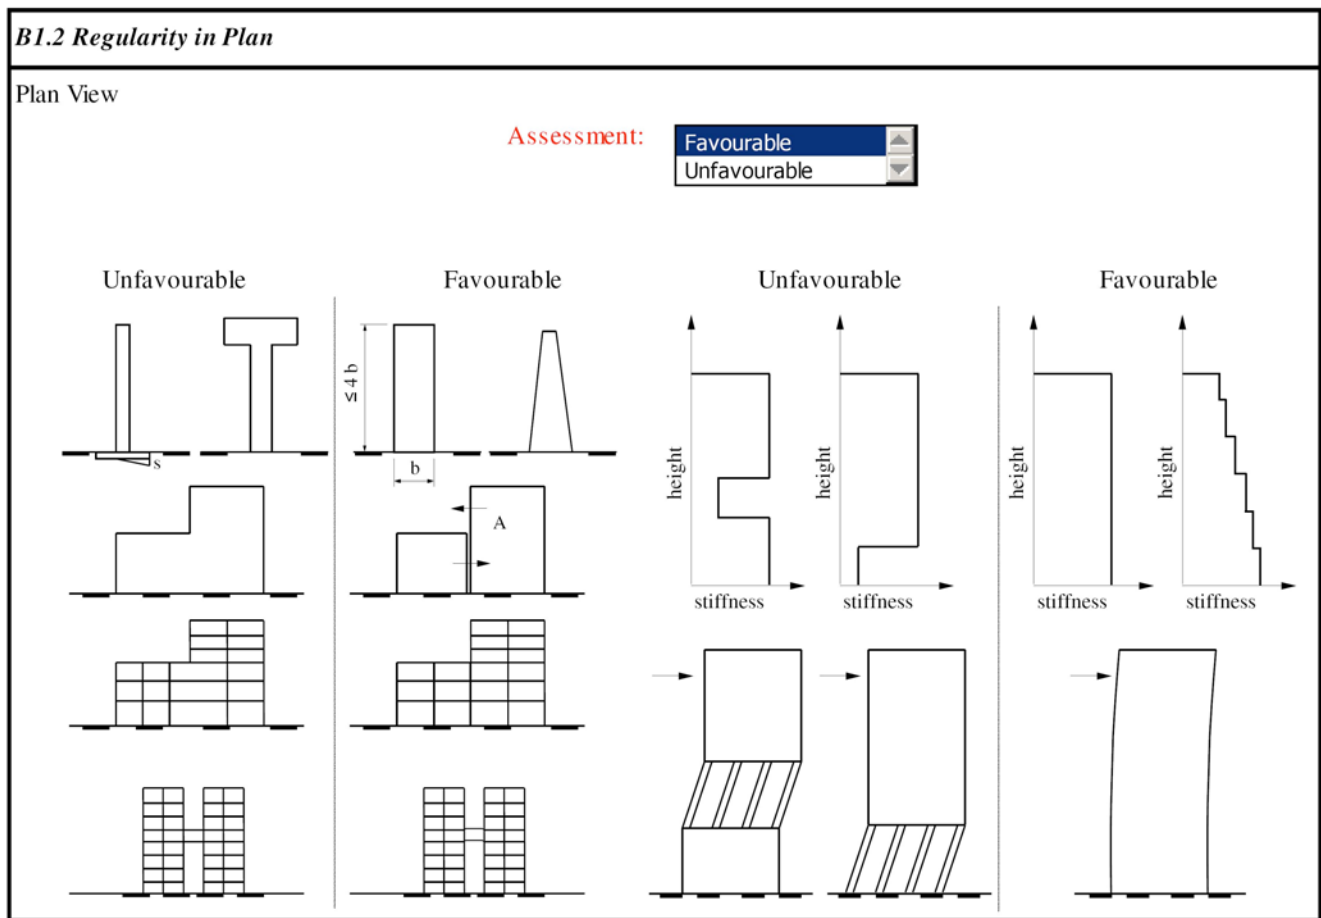 B1.2 Regularity in Plan
Plan View
Assessment:
Favourable
Unfavourable
Unfavourable
Favourable
Unfavourable
Favourable
≤ 4 b
s
b
A
height
stiffness
height
stiffness
height
stiffness
height
stiffness